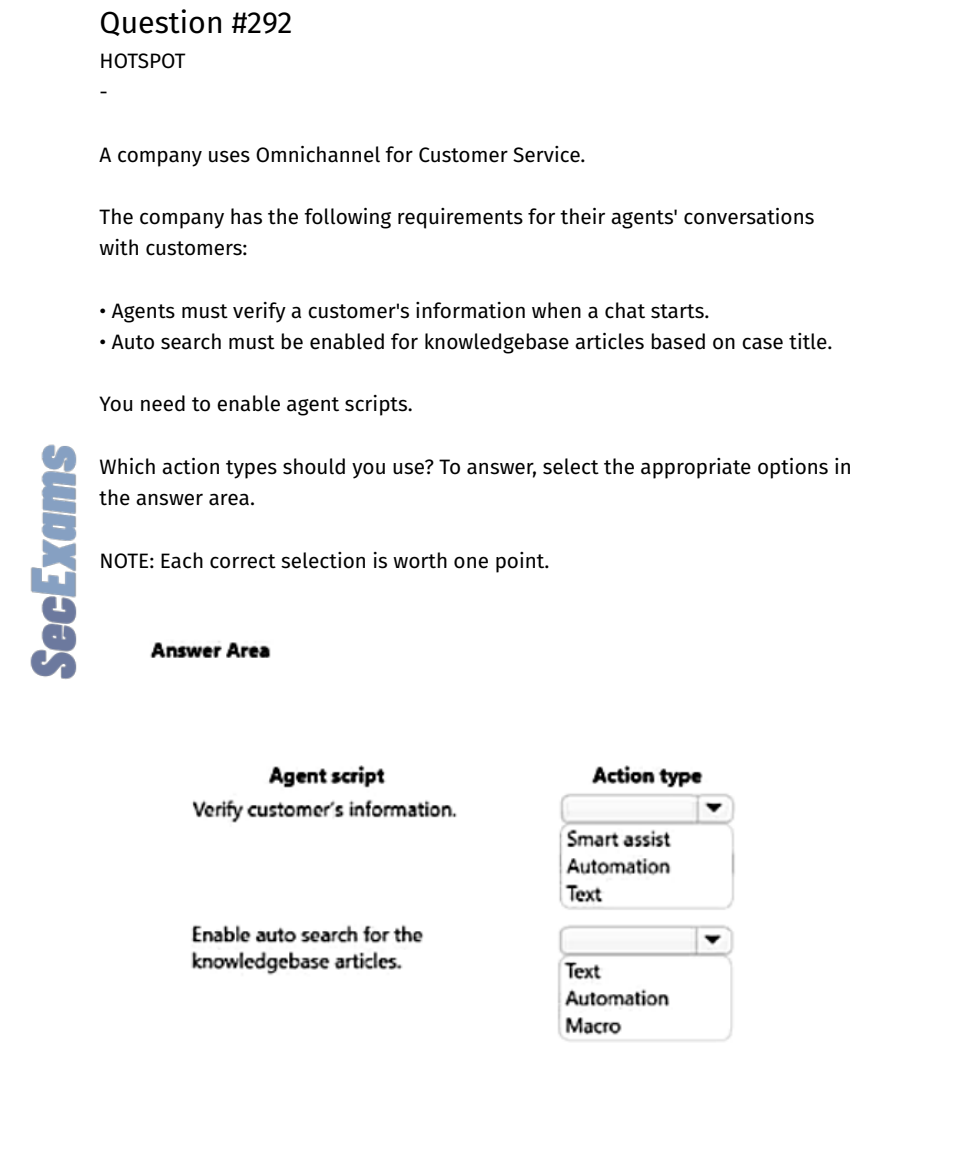 Question #292
HOTSPOT
-
A company uses Omnichannel for Customer Service.
The company has the following requirements for their agents' conversations
with customers:
• Agents must verify a customer's information when a chat starts.
• Auto search must be enabled for knowledgebase articles based on case title.
You need to enable agent scripts.
Which action types should you use? To answer, select the appropriate options in
the answer area.
NOTE: Each correct selection is worth one point.
SecExams
Answer Area
Agent script Action type
Verify customer's information.
Smart assist
Automation
Text
Enable auto search for the
knowledgebase articles.
Text
Automation
Macro